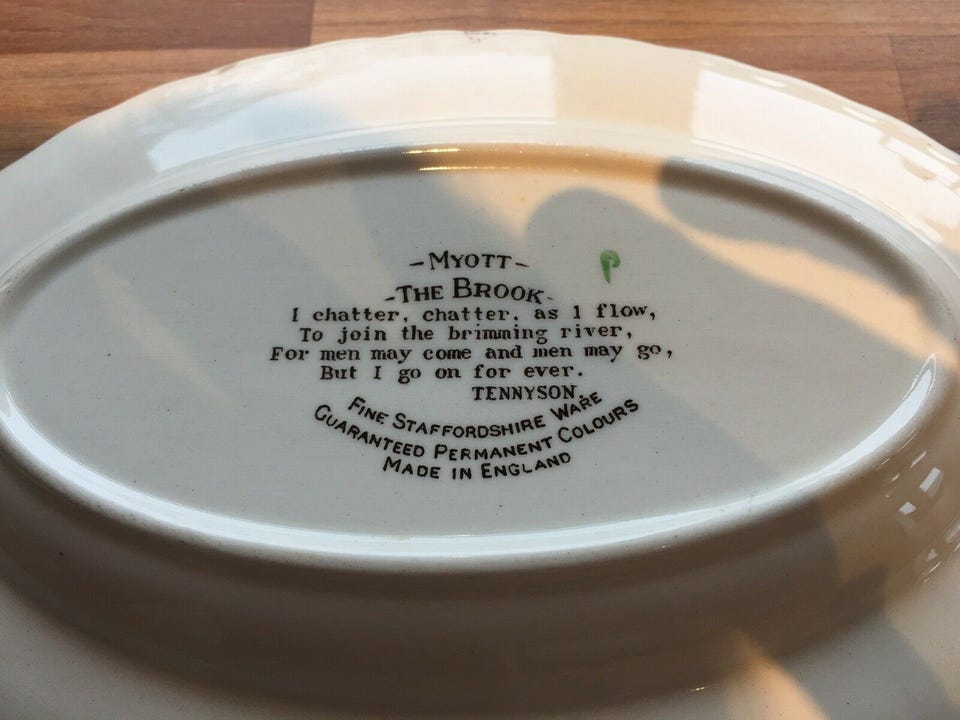 -MYOTT-
-THE BROOK-
I chatter, chatter, as I flow,
To join the brimming river,
For men may come and men may go,
But I go on for ever.
TENNYSON.
FINE STAFFORDSHIRE WARE
GUARANTEED PERMANENT COLOURS
MADE IN ENGLAND